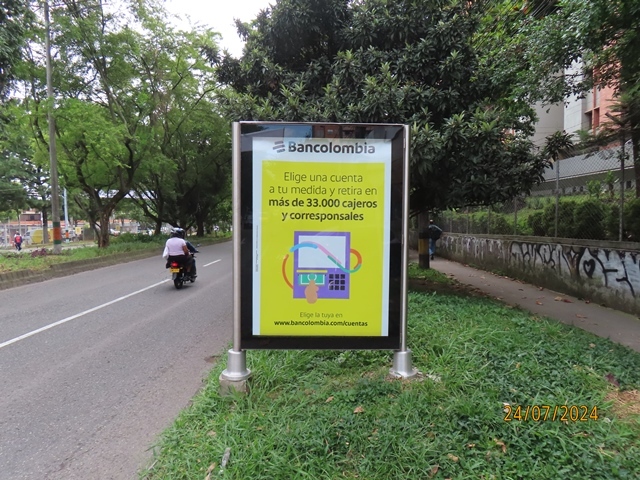 Bancolombia
Elige una cuenta
a tu medida y retira en
más de 33.000 cajeros
y corresponsales
Elige la tuya en
www.bancolombia.com/cuentas
24/07/2024